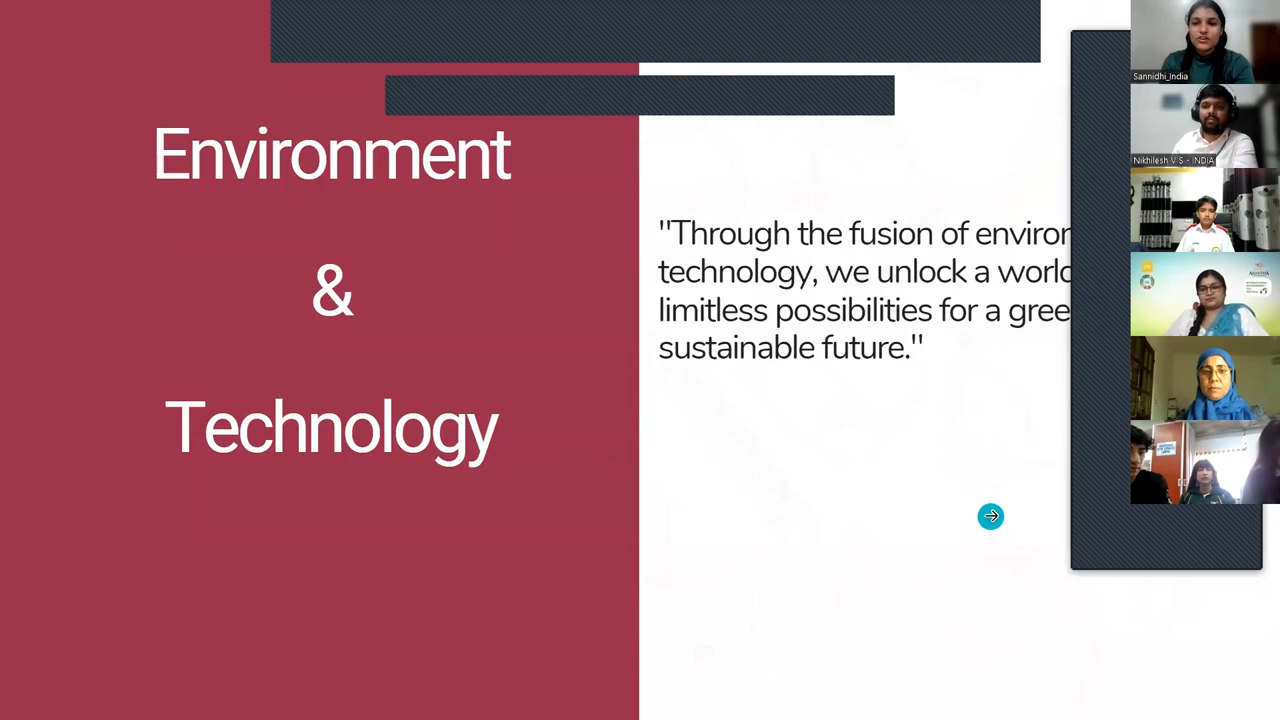 Environment
&
Technology
"Through the fusion of environ
technology, we unlock a world
limitless possibilities for a gree
sustainable future."
Sannidhi_India
Nikhilesh V S - INDIA